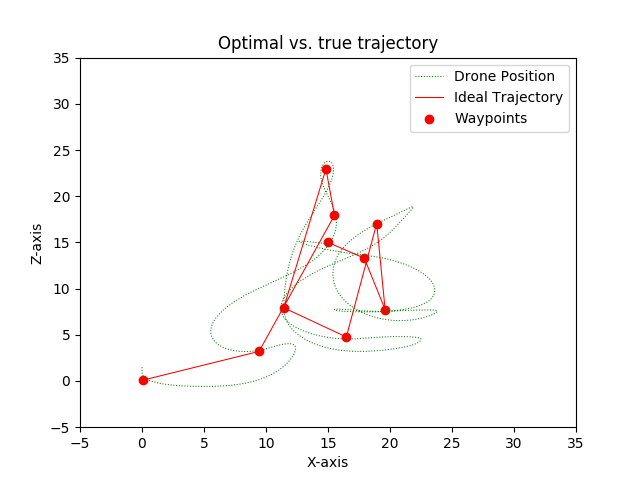 Optimal vs. true trajectory
Drone Position
Ideal Trajectory
Waypoints
Z-axis
35
30
25
20
15
10
5
0
−5
−5 0 5 10 15 20 25 30 35
X-axis